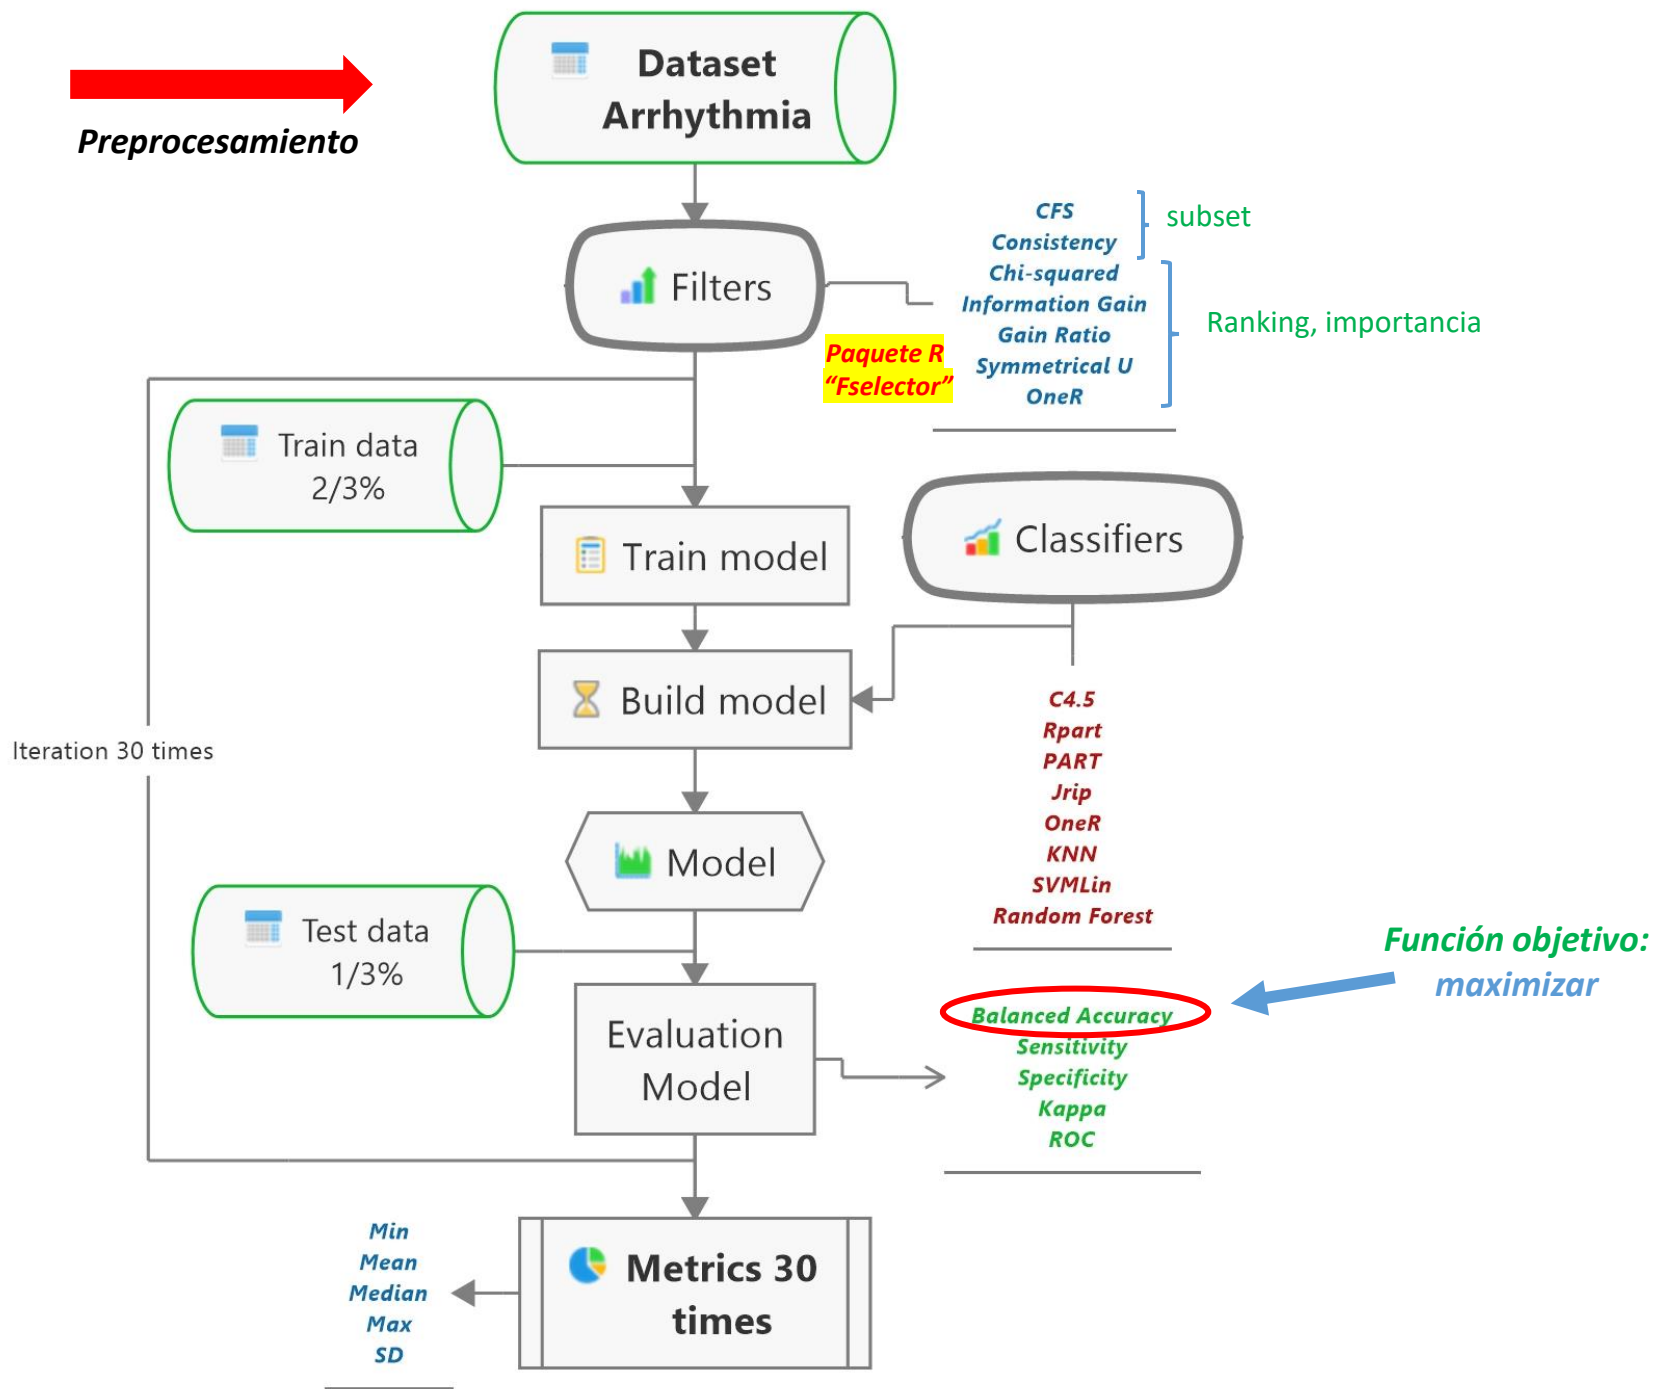 Dataset
Arrhythmia
Preprocesamiento
Filters
CFS
Consistency
Chi-squared
Information Gain
Gain Ratio
Symmetrical U
OneR
subset
Ranking, importancia
Paquete R
“Fselector”
Train data
2/3%
Train model
Classifiers
Build model
C4.5
Rpart
PART
Jrip
OneR
KNN
SVMLin
Random Forest
Iteration 30 times
Model
Test data
1/3%
Evaluation
Model
Función objetivo:
maximizar
Balanced Accuracy
Sensitivity
Specificity
Kappa
ROC
Metrics 30
times
Min
Mean
Median
Max
SD